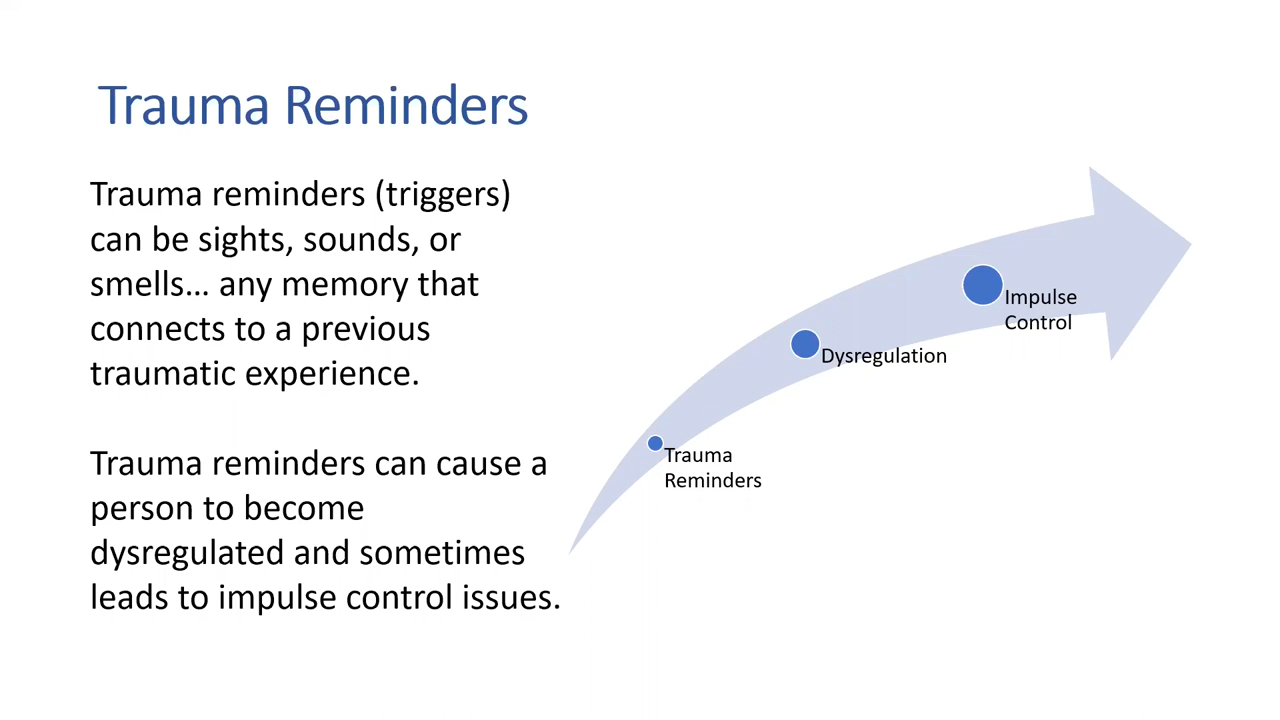 Trauma Reminders
Trauma reminders (triggers)
can be sights, sounds, or
smells... any memory that
connects to a previous
traumatic experience.
Trauma reminders can cause a
person to become
dysregulated and sometimes
leads to impulse control issues.
Trauma
Reminders
Dysregulation
Impulse
Control